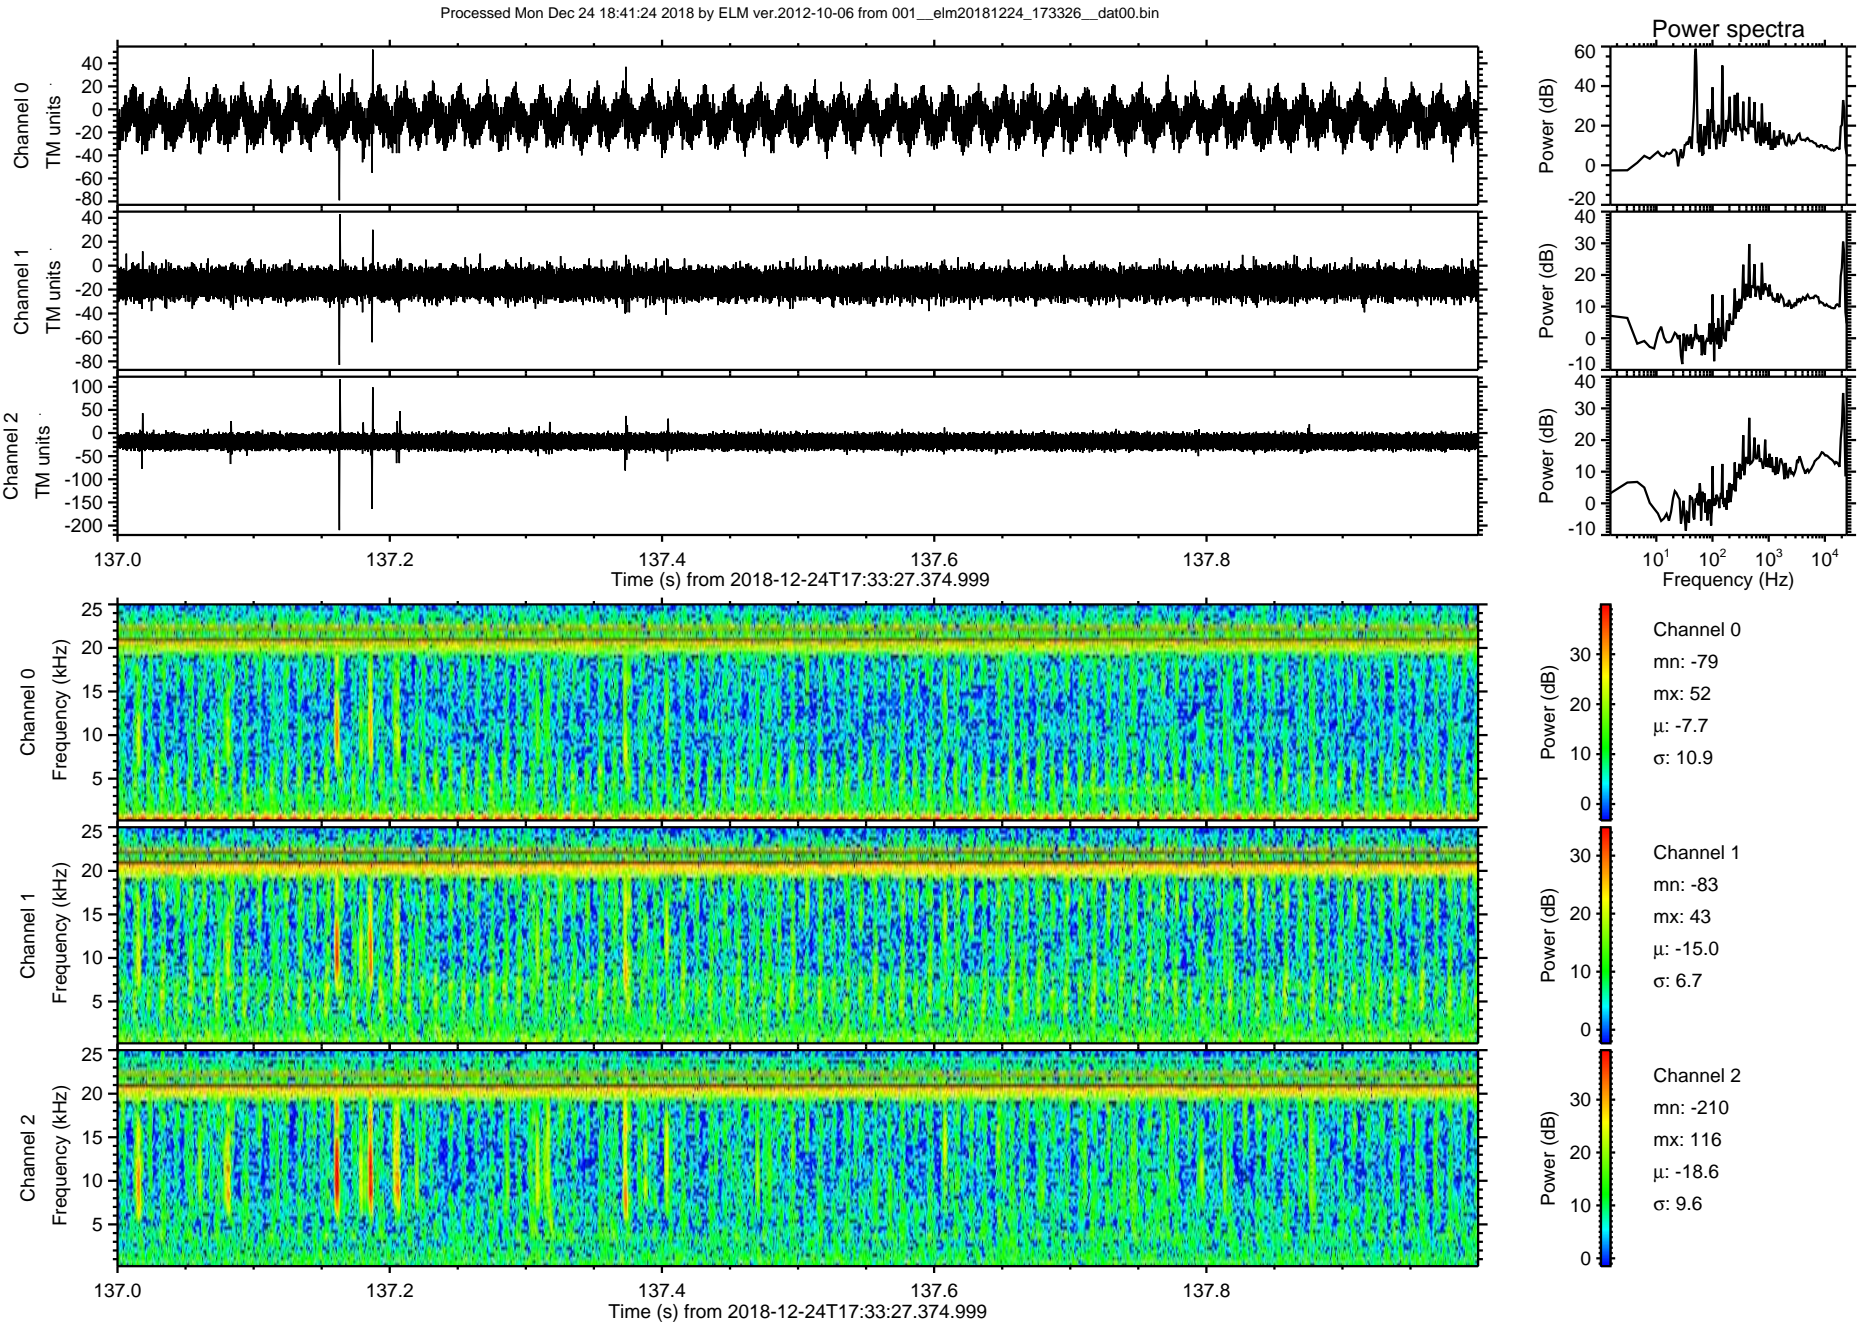 Processed Mon Dec 24 18:41:24 2018 by ELM ver.2012-10-06 from 001__elm20181224_173326__dat00.bin
Power spectra
Channel 0
TM units
40
20
0
-20
-40
-60
-80
Power (dB)
60
40
20
0
-20
Channel 1
TM units
40
20
0
-20
-40
-60
-80
Power (dB)
40
30
20
10
0
-10
Channel 2
TM units
100
50
0
-50
-100
-150
-200
Power (dB)
40
30
20
10
0
-10
137.0 137.2 137.4 137.6 137.8
Time (s) from 2018-12-24T17:33:27.374.999
10^1 10^2 10^3 10^4
Frequency (Hz)
Channel 0
Frequency (kHz)
25
20
15
10
5
Power (dB)
30
20
10
0
Channel 0
mn: -79
mx: 52
μ: -7.7
σ: 10.9
Channel 1
Frequency (kHz)
25
20
15
10
5
Power (dB)
30
20
10
0
Channel 1
mn: -83
mx: 43
μ: -15.0
σ: 6.7
Channel 2
Frequency (kHz)
25
20
15
10
5
Power (dB)
30
20
10
0
Channel 2
mn: -210
mx: 116
μ: -18.6
σ: 9.6
137.0 137.2 137.4 137.6 137.8
Time (s) from 2018-12-24T17:33:27.374.999